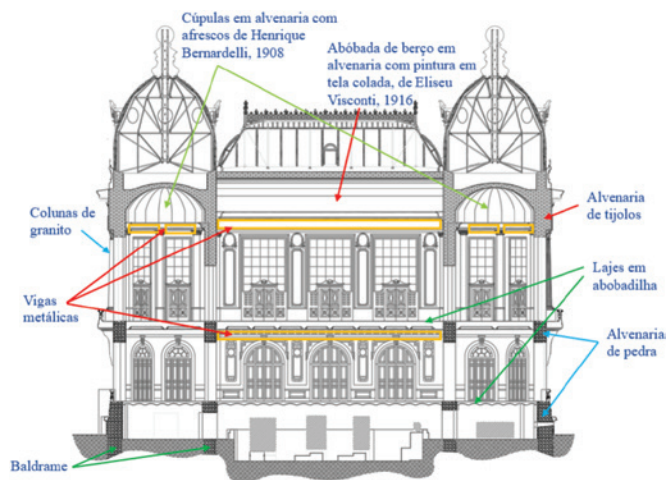 Cúpulas em alvenaria com
afrescos de Henrique
Bernardelli, 1908
Abóbada de berço em
alvenaria com pintura em
tela colada, de Eliseu
Visconti, 1916
Colunas de
granito
Alvenaria
de tijolos
Vigas
metálicas
Lajes em
abobadilha
Alvenaria
de pedra
Baldrame